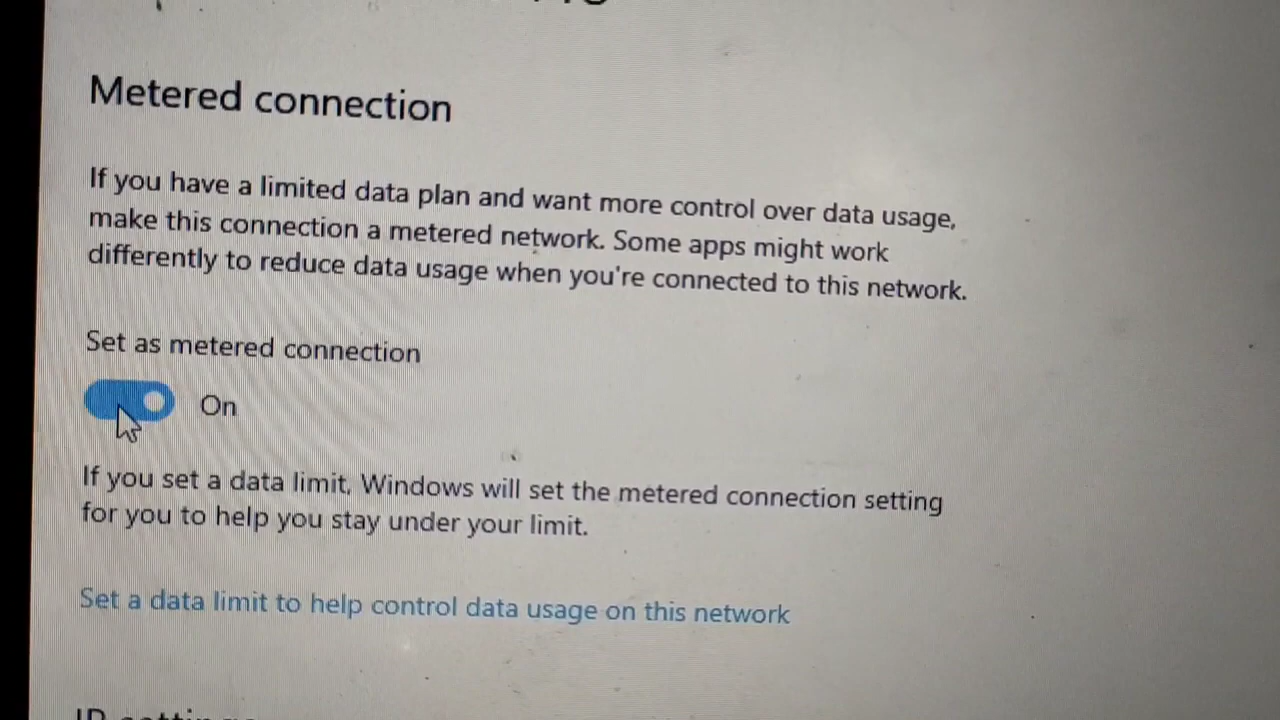 Metered connection
If you have a limited data plan and want more control over data usage,
make this connection a metered network. Some apps might work
differently to reduce data usage when you're connected to this network.
Set as metered connection
On
If you set a data limit, Windows will set the metered connection setting
for you to help you stay under your limit.
Set a data limit to help control data usage on this network